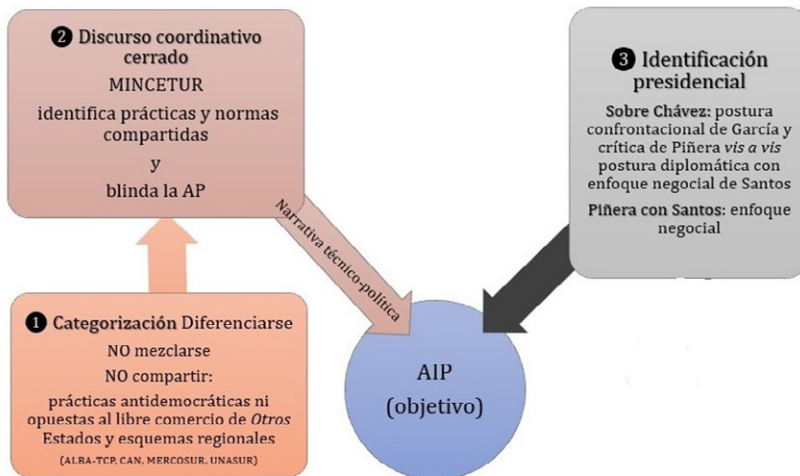 ❷ Discurso coordinativo
cerrado
MINCETUR
identifica prácticas y normas
compartidas
y
blinda la AP
❸ Identificación
presidencial
Sobre Chávez: postura
confrontacional de García y
crítica de Piñera vis a vis
postura diplomática con
enfoque negocial de Santos
Piñera con Santos: enfoque
negocial
Narrativa técnico-política
❶ Categorización Diferenciarse
NO mezclarse
NO compartir:
prácticas antidemocráticas ni
opuestas al libre comercio de Otros
Estados y esquemas regionales
(ALBA-TCP, CAN, MERCOSUR, UNASUR)
AIP
(objetivo)